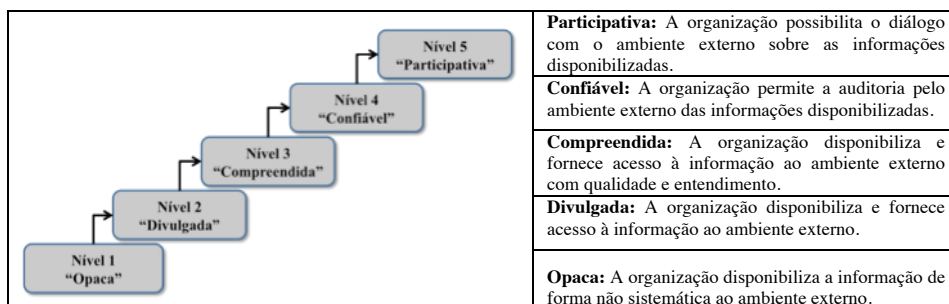 Nível 5
“Participativa”
Nível 4
“Confiável”
Nível 3
“Compreendida”
Nível 2
“Divulgada”
Nível 1
“Opaca”
Participativa: A organização possibilita o diálogo
com o ambiente externo sobre as informações
disponibilizadas.
Confiável: A organização permite a auditoria pelo
ambiente externo das informações disponibilizadas.
Compreendida: A organização disponibiliza e
fornece acesso à informação ao ambiente externo
com qualidade e entendimento.
Divulgada: A organização disponibiliza e fornece
acesso à informação ao ambiente externo.
Opaca: A organização disponibiliza a informação de
forma não sistemática ao ambiente externo.